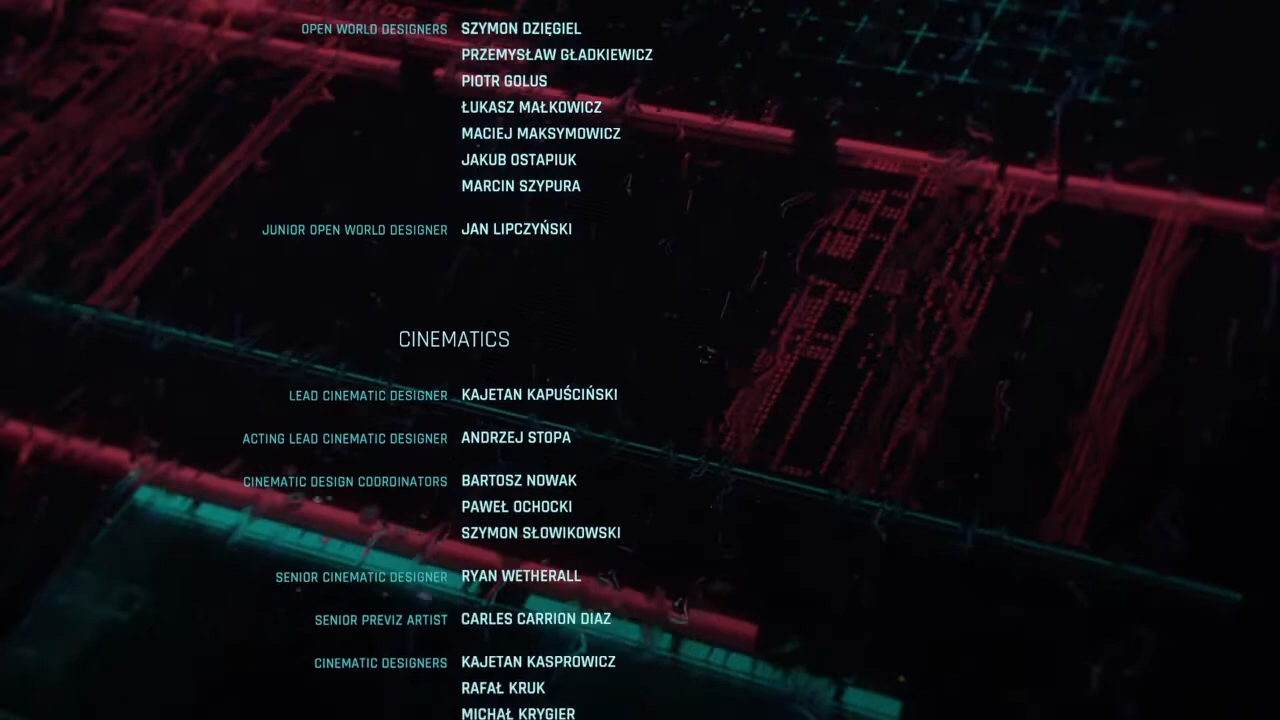 OPEN WORLD DESIGNERS SZYMON DZIĘGIEL
PRZEMYSŁAW GŁADKIEWICZ
PIOTR GOLUS
ŁUKASZ MAŁKOWICZ
MACIEJ MAKSYMOWICZ
JAKUB OSTAPIUK
MARCIN SZYPURA
JUNIOR OPEN WORLD DESIGNER JAN LIPCZYŃSKI
CINEMATICS
LEAD CINEMATIC DESIGNER KAJETAN KAPUŚCIŃSKI
ACTING LEAD CINEMATIC DESIGNER ANDRZEJ STOPA
CINEMATIC DESIGN COORDINATORS BARTOSZ NOWAK
PAWEŁ OCHOCKI
SZYMON SŁOWIKOWSKI
SENIOR CINEMATIC DESIGNER RYAN WETHERALL
SENIOR PREVIZ ARTIST CARLES CARRION DIAZ
CINEMATIC DESIGNERS KAJETAN KASPROWICZ
RAFAŁ KRUK
MICHAŁ KRYGIER